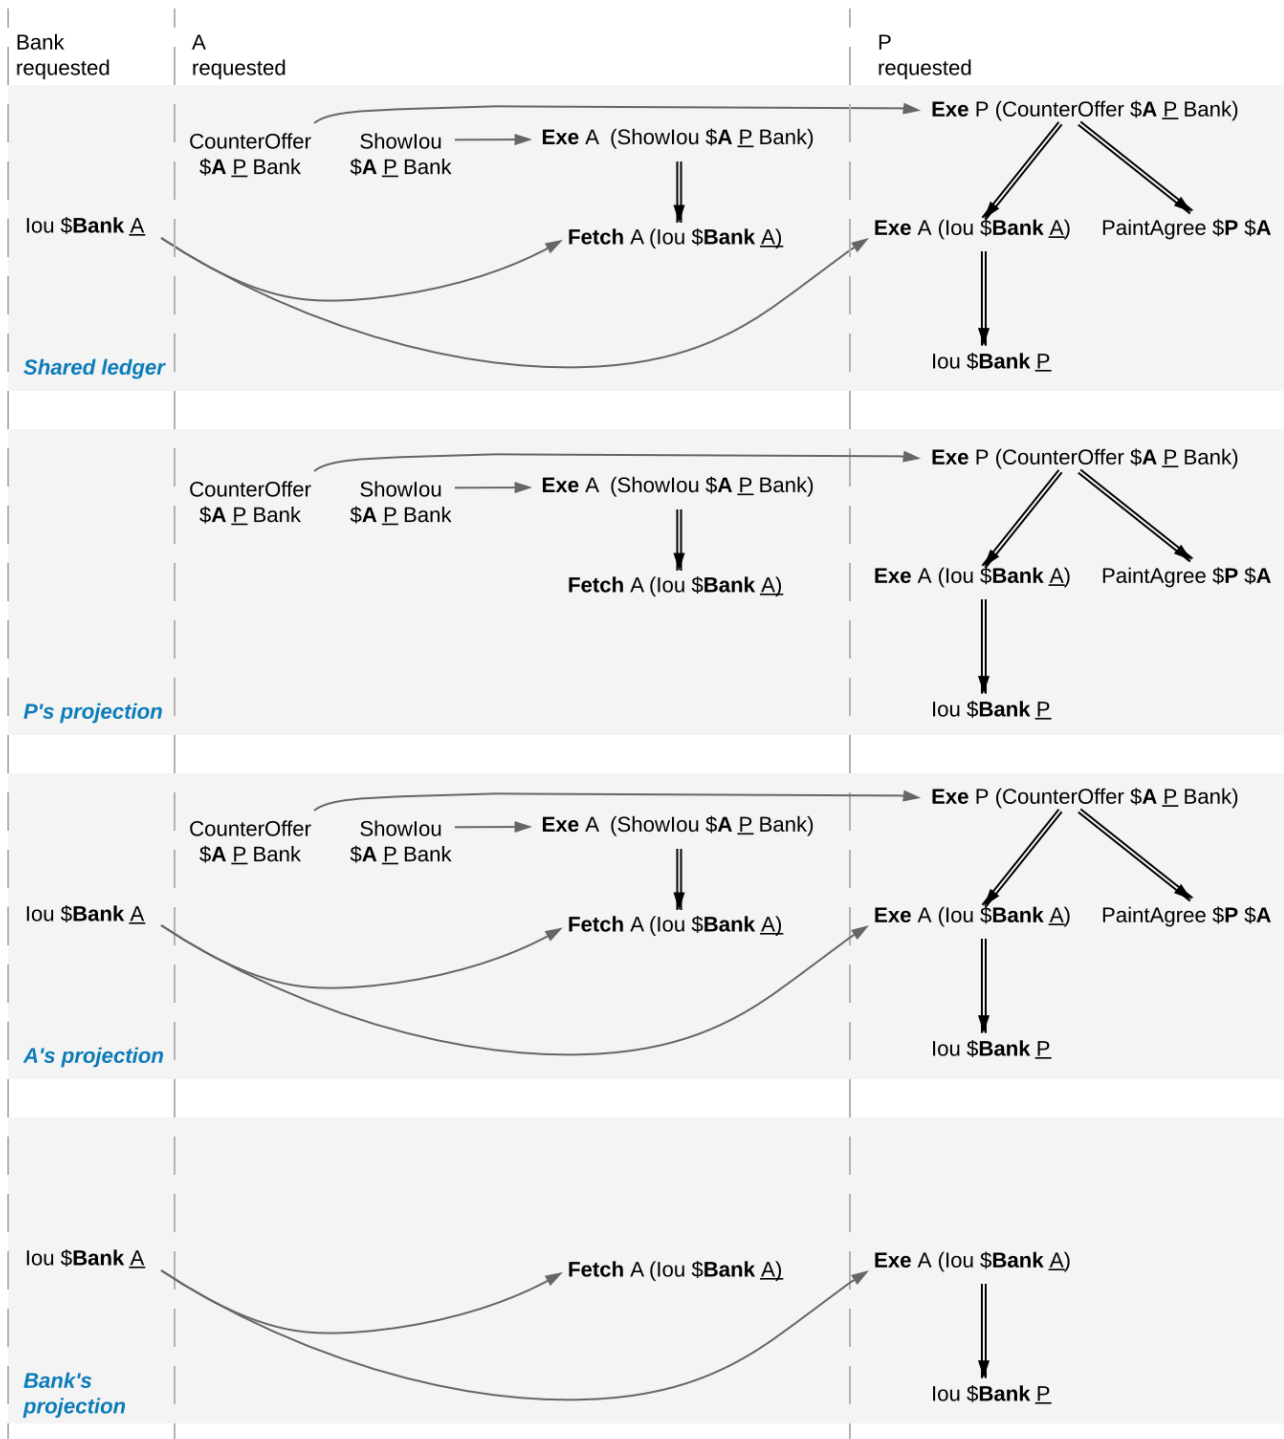 Bank
requested
A
requested
P
requested
Exe P (CounterOffer $A P Bank)
CounterOffer
$A P Bank
ShowIou
$A P Bank
Exe A (ShowIou $A P Bank)
Iou $Bank A
Fetch A (Iou $Bank A)
Exe A (Iou $Bank A)
PaintAgree $P $A
Iou $Bank P
Shared ledger
Exe P (CounterOffer $A P Bank)
CounterOffer
$A P Bank
ShowIou
$A P Bank
Exe A (ShowIou $A P Bank)
Fetch A (Iou $Bank A)
Exe A (Iou $Bank A)
PaintAgree $P $A
Iou $Bank P
P's projection
Exe P (CounterOffer $A P Bank)
CounterOffer
$A P Bank
ShowIou
$A P Bank
Exe A (ShowIou $A P Bank)
Iou $Bank A
Fetch A (Iou $Bank A)
Exe A (Iou $Bank A)
PaintAgree $P $A
Iou $Bank P
A's projection
Iou $Bank A
Fetch A (Iou $Bank A)
Exe A (Iou $Bank A)
Iou $Bank P
Bank's
projection